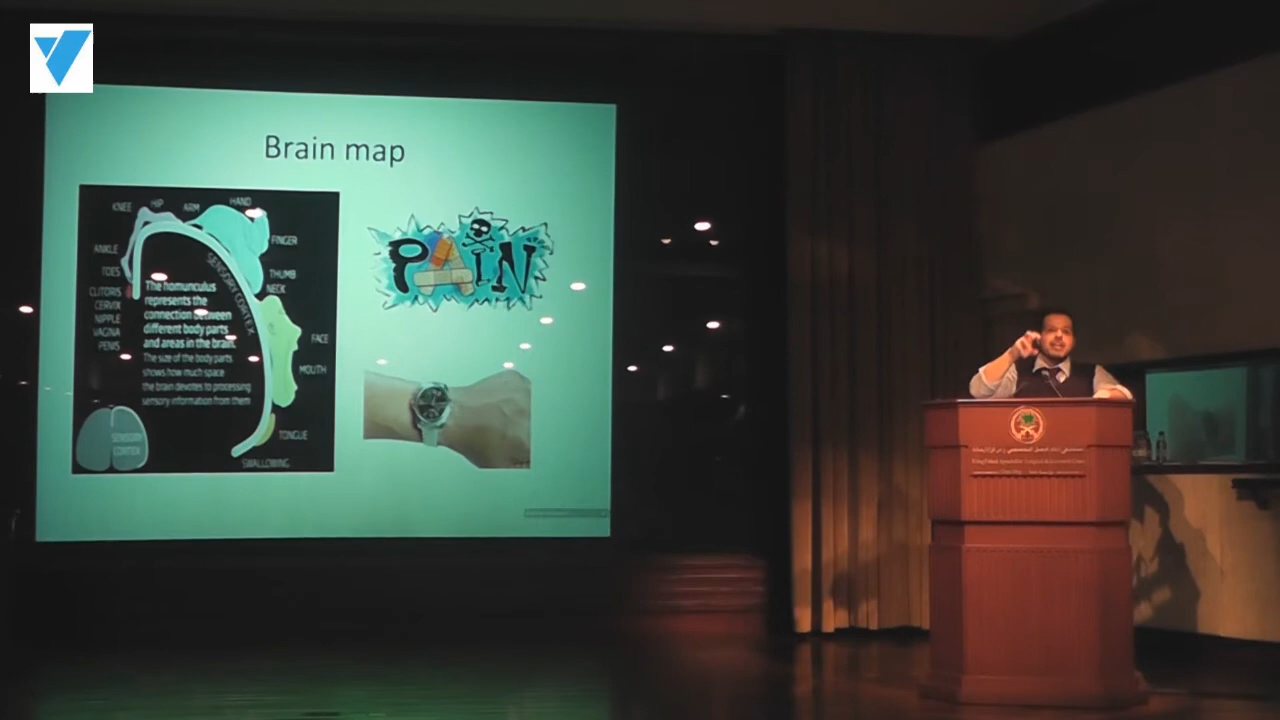 Brain map
KNEE
HIP
ARM
HAND
FINGER
THUMB
NECK
ANKLE
TOES
CLITORIS
CERVIX
NIPPLE
VAGINA
PENIS
SENSORY CORTEX
The homunculus
represents the
connection between
different body parts
and areas in the brain.
The size of the body parts
shows how much space
the brain devotes to processing
sensory information from them
FACE
MOUTH
TONGUE
SWALLOWING
SENSORY
CORTEX
PAIN